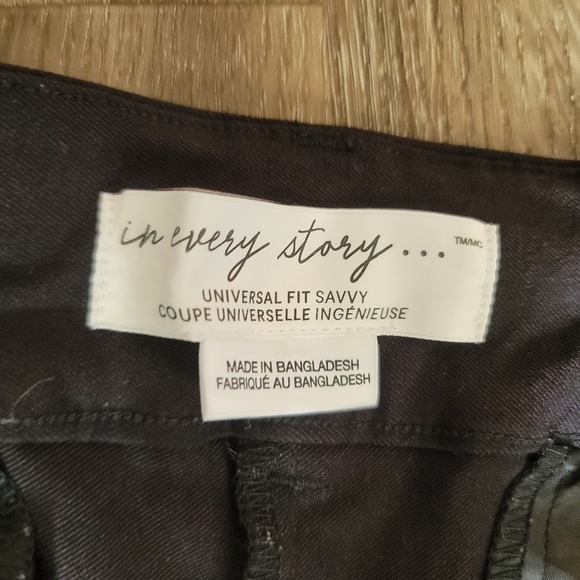 in every story... TM/MC
UNIVERSAL FIT SAVVY
COUPE UNIVERSELLE INGÉNIEUSE
MADE IN BANGLADESH
FABRIQUÉ AU BANGLADESH